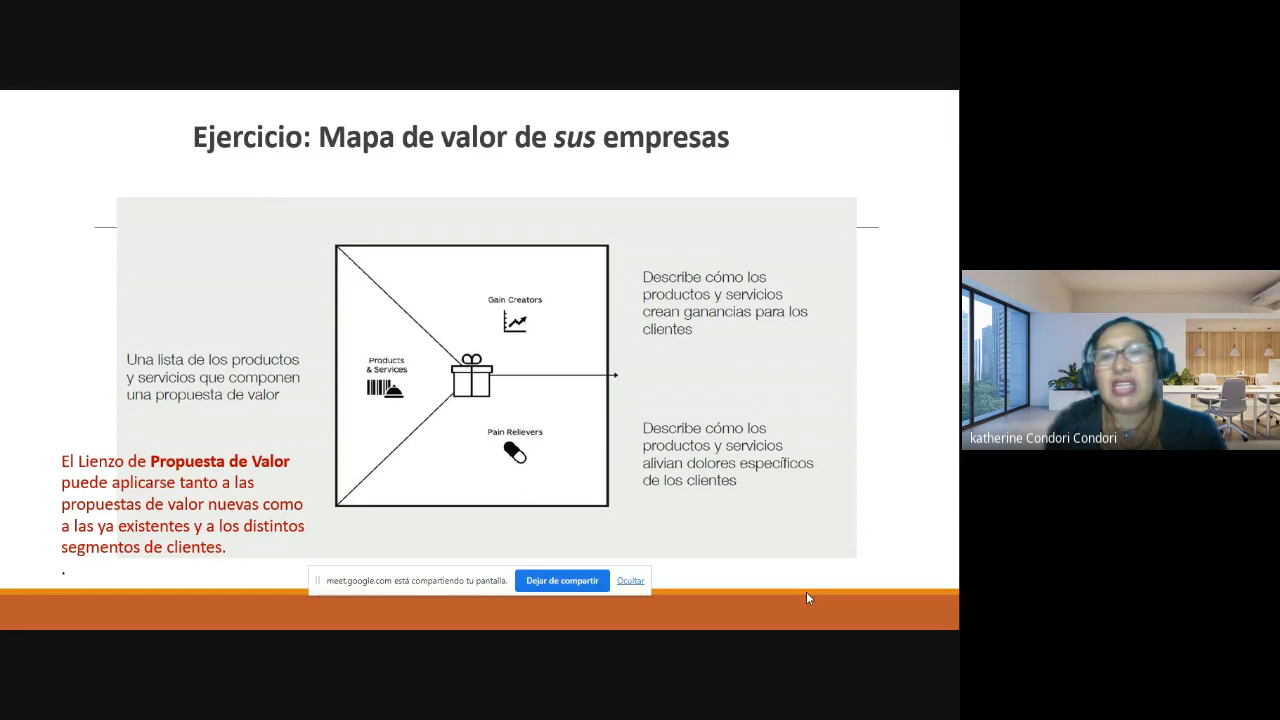 Ejercicio: Mapa de valor de sus empresas
Una lista de los productos
y servicios que componen
una propuesta de valor
Products
& Services
Gain Creators
Pain Relievers
Describe cómo los
productos y servicios
crean ganancias para los
clientes
Describe cómo los
productos y servicios
alivian dolores específicos
de los clientes
El Lienzo de Propuesta de Valor
puede aplicarse tanto a las
propuestas de valor nuevas como
a las ya existentes y a los distintos
segmentos de clientes.
.
meet.google.com está compartiendo tu pantalla.
Dejar de compartir
Ocultar
katherine Condori Condori